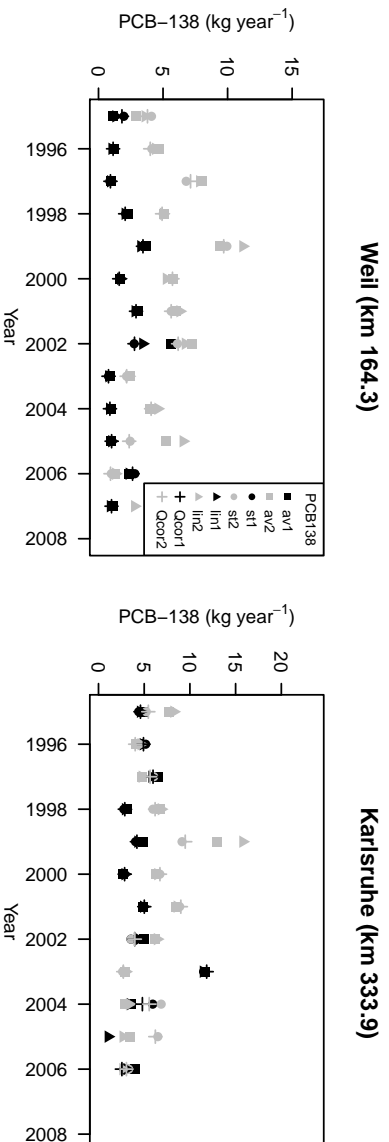 Weil (km 164.3)
PCB−138 (kg year⁻¹)
0 5 10 15
1996 1998 2000 2002 2004 2006 2008
Year
PCB138
av1
av2
st1
st2
lin1
lin2
Qcor1
Qcor2
Karlsruhe (km 333.9)
PCB−138 (kg year⁻¹)
0 5 10 15 20
1996 1998 2000 2002 2004 2006 2008
Year